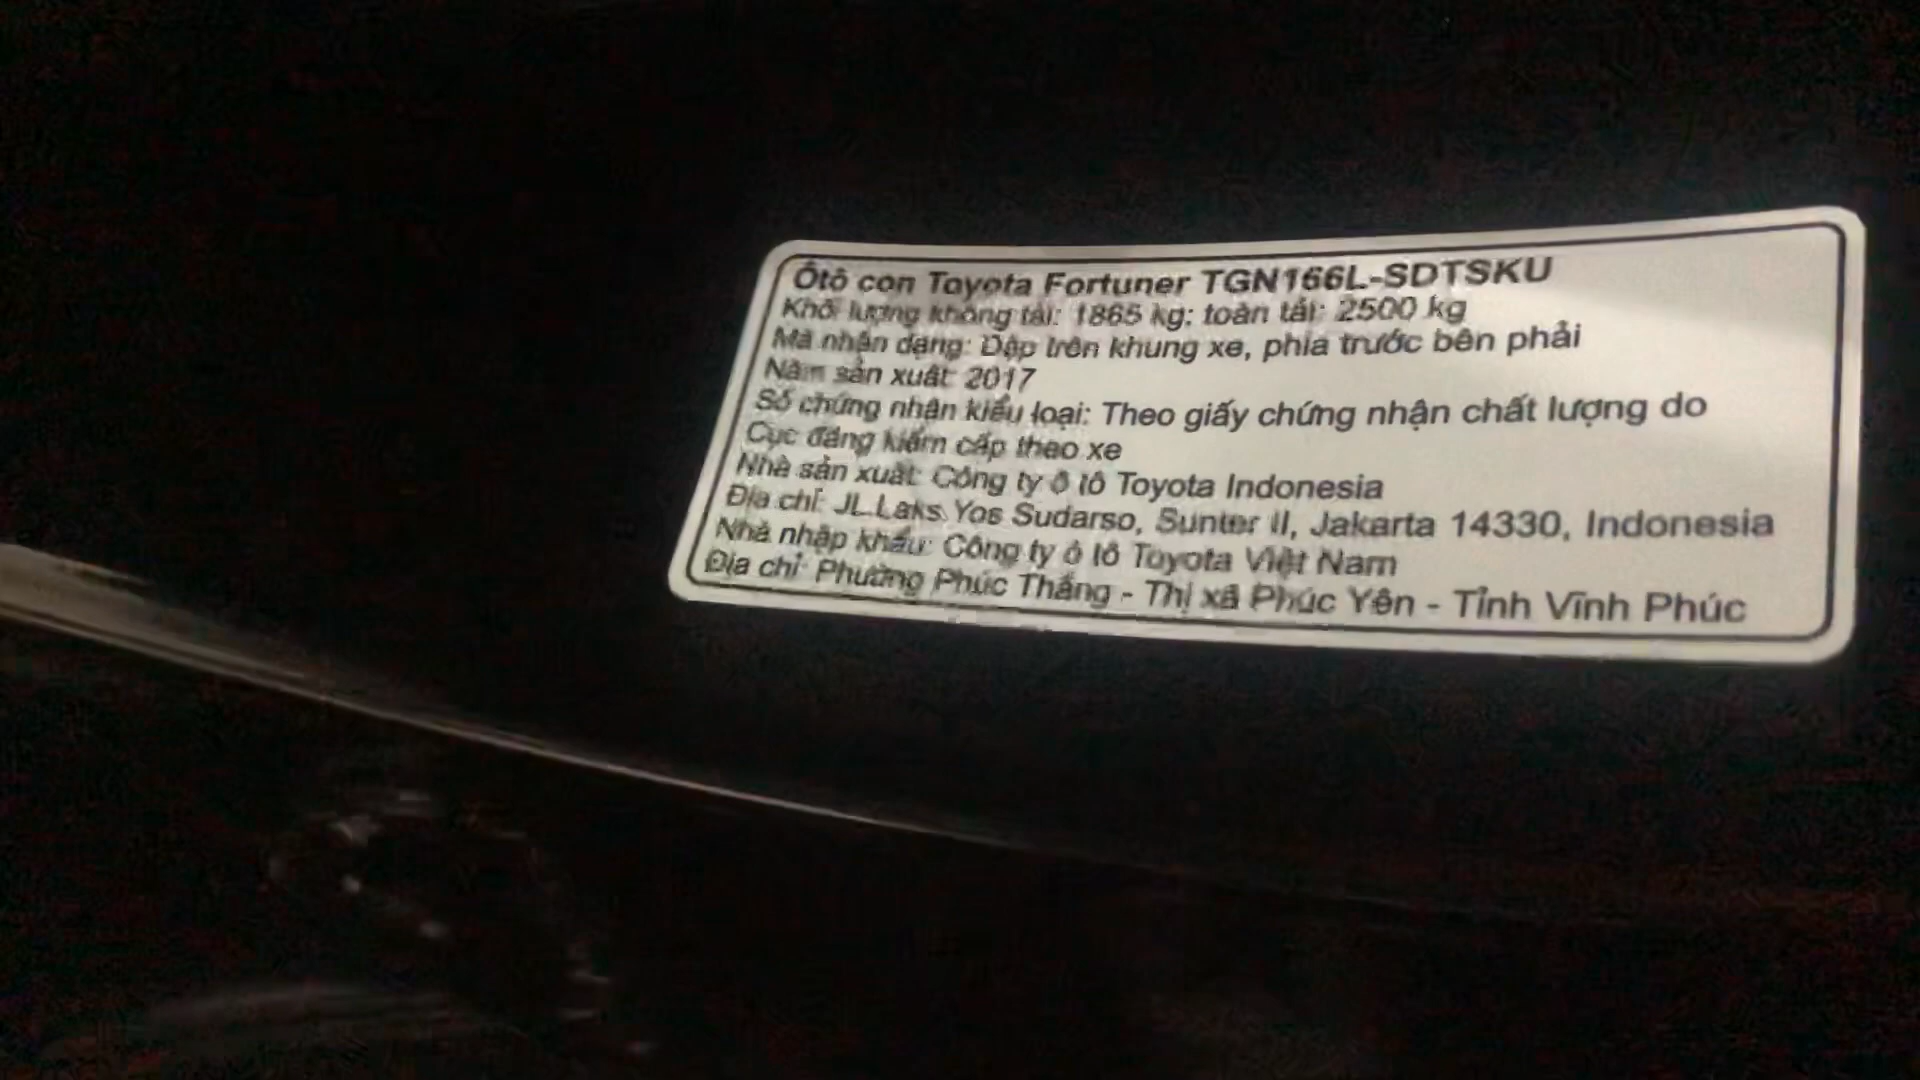 Ôtô con Toyota Fortuner TGN166L-SDTSKU
Khối lượng không tải: 1865 kg; toàn tải: 2500 kg
Mã nhận dạng: Dập trên khung xe, phía trước bên phải
Năm sản xuất: 2017
Số chứng nhận kiểu loại: Theo giấy chứng nhận chất lượng do
Cục đăng kiểm cấp theo xe
Nhà sản xuất: Công ty ô tô Toyota Indonesia
Địa chỉ: JL.Laks. Yos Sudarso, Sunter II, Jakarta 14330, Indonesia
Nhà nhập khẩu: Công ty ô tô Toyota Việt Nam
Địa chỉ: Phường Phúc Thắng - Thị xã Phúc Yên - Tỉnh Vĩnh Phúc